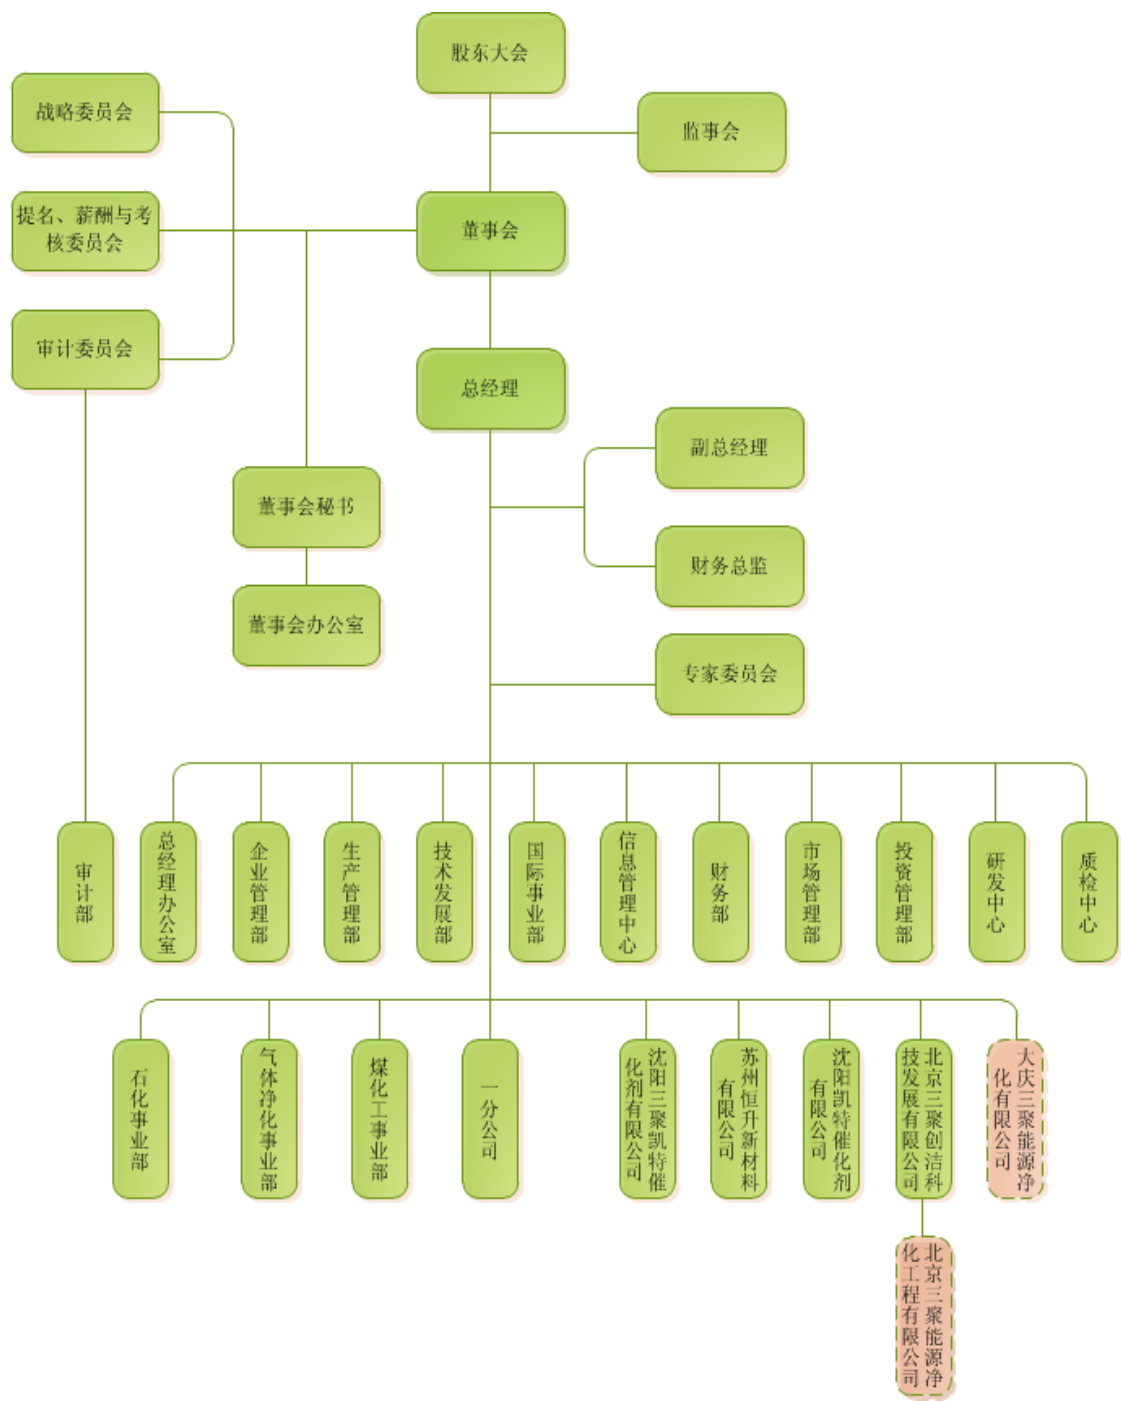 股东大会
战略委员会
监事会
提名、薪酬与考
核委员会
董事会
审计委员会
总经理
副总经理
董事会秘书
财务总监
董事会办公室
专家委员会
审计部
总经理办公室
企业管理部
生产管理部
技术发展部
国际事业部
信息管理中心
财务部
市场管理部
投资管理部
研发中心
质检中心
石化事业部
气体净化事业部
煤化工事业部
一分公司
沈阳三聚凯特催
化剂有限公司
苏州恒升新材料
有限公司
沈阳凯特催化剂
有限公司
北京三聚创洁科
技发展有限公司
大庆三聚能源净
化有限公司
北京三聚能源净
化工程有限公司